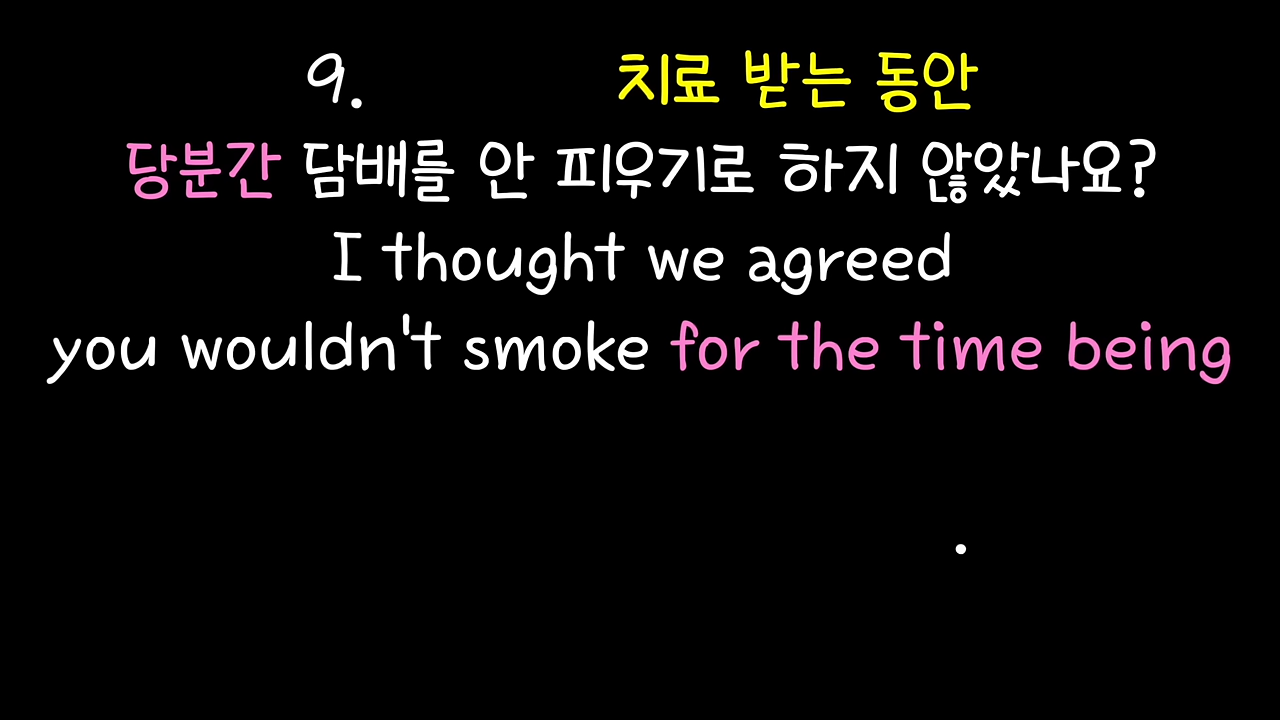 9. 치료 받는 동안
당분간 담배를 안 피우기로 하지 않았나요?
I thought we agreed
you wouldn't smoke for the time being
.